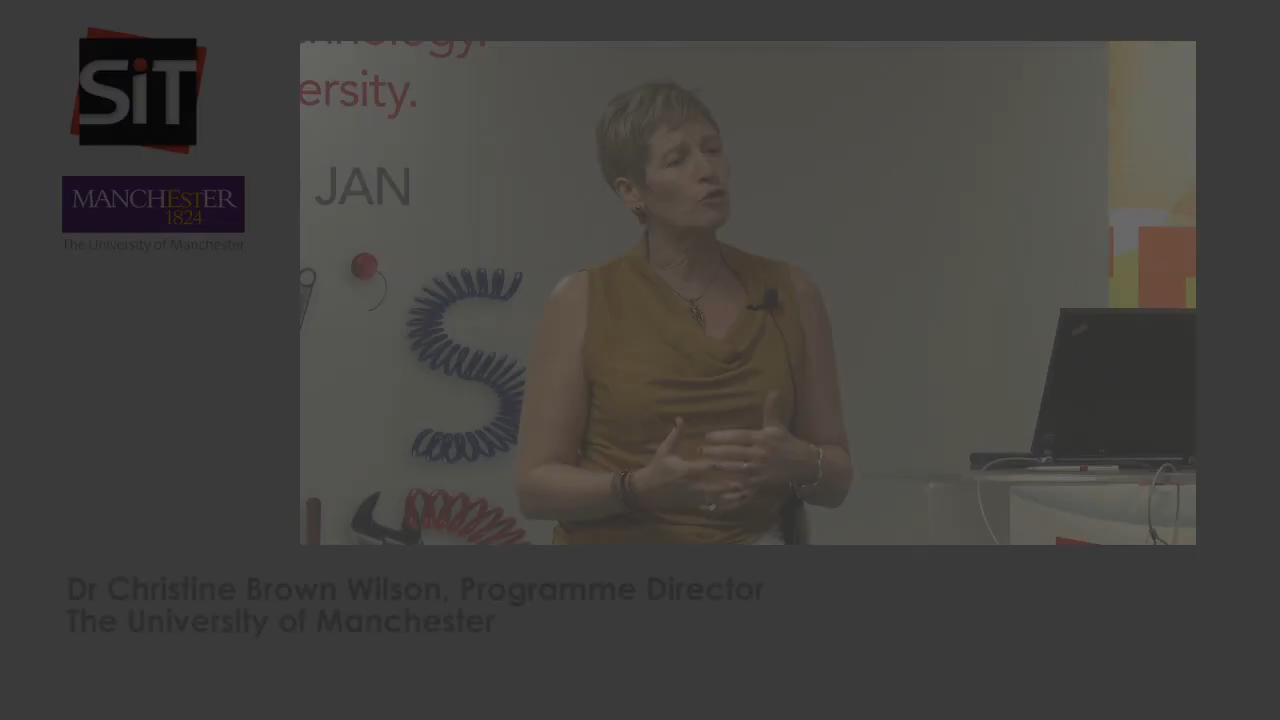 SiT
MANCHESTER
1824
The University of Manchester
ersity.
JAN
Dr Christine Brown Wilson, Programme Director
The University of Manchester